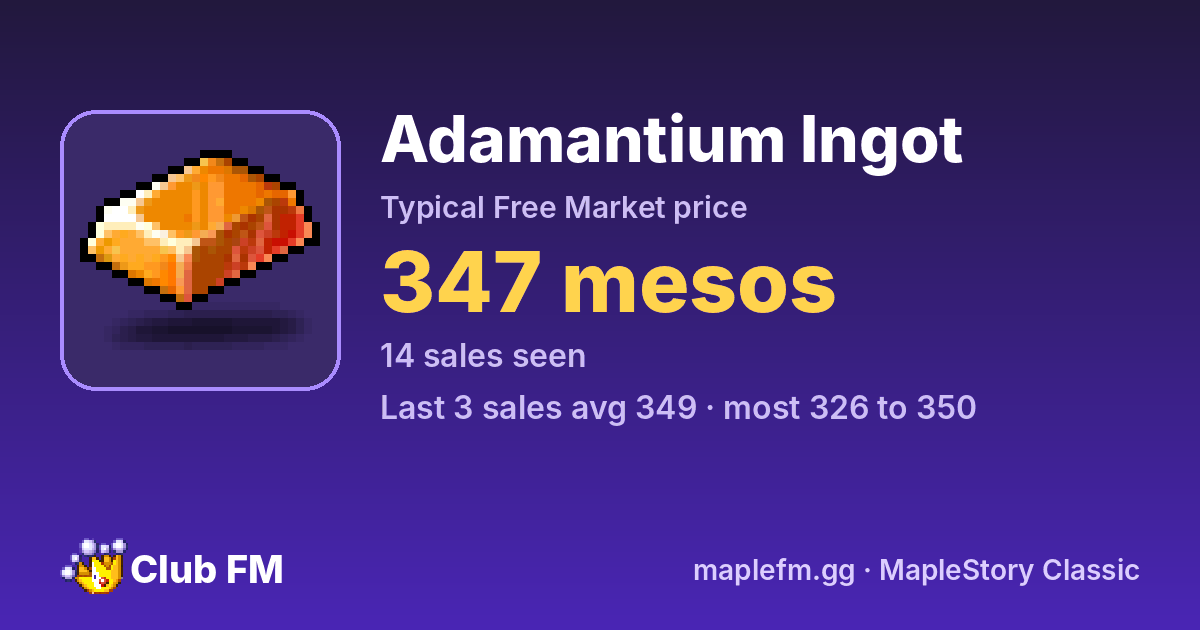 Adamantium Ingot
Typical Free Market price
347 mesos
14 sales seen
Last 3 sales avg 349 · most 326 to 350
Club FM
maplefm.gg · MapleStory Classic